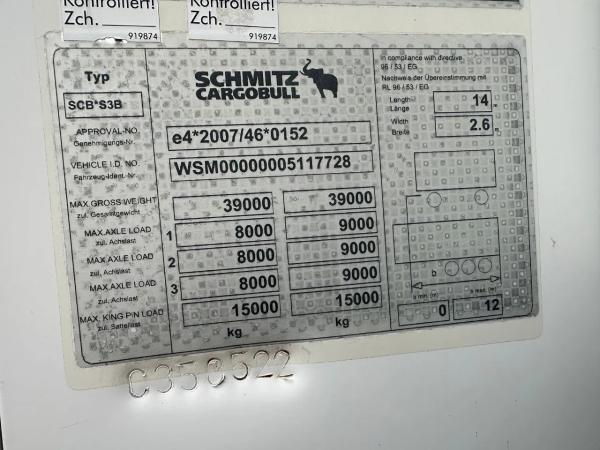 Kontrolliert! Kontrolliert!
Zch. Zch.
919874 919874
Typ
SCB*S3B
SCHMITZ
CARGOBULL
In compliance with directive
96 / 53 / EG
Nachweis der Übereinstimmung mit
RL 96 / 53 / EG
Length
Länge 14 m
Width
Breite 2.6 m
APPROVAL-NO.
Genehmigungs-Nr. e4*2007/46*0152
VEHICLE I.D. NO.
Fahrzeug-Ident.-Nr. WSM00000005117728
MAX.GROSS WEIGHT
zul. Gesamtgewicht 39000 39000
MAX.AXLE LOAD
zul. Achslast 1 8000 9000
MAX.AXLE LOAD
zul. Achslast 2 8000 9000
MAX.AXLE LOAD
zul. Achslast 3 8000 9000
MAX. KING PIN LOAD
zul. Sattellast 15000 15000
kg kg
a
b
a min. (m) a max. (m)
0 12
C358522